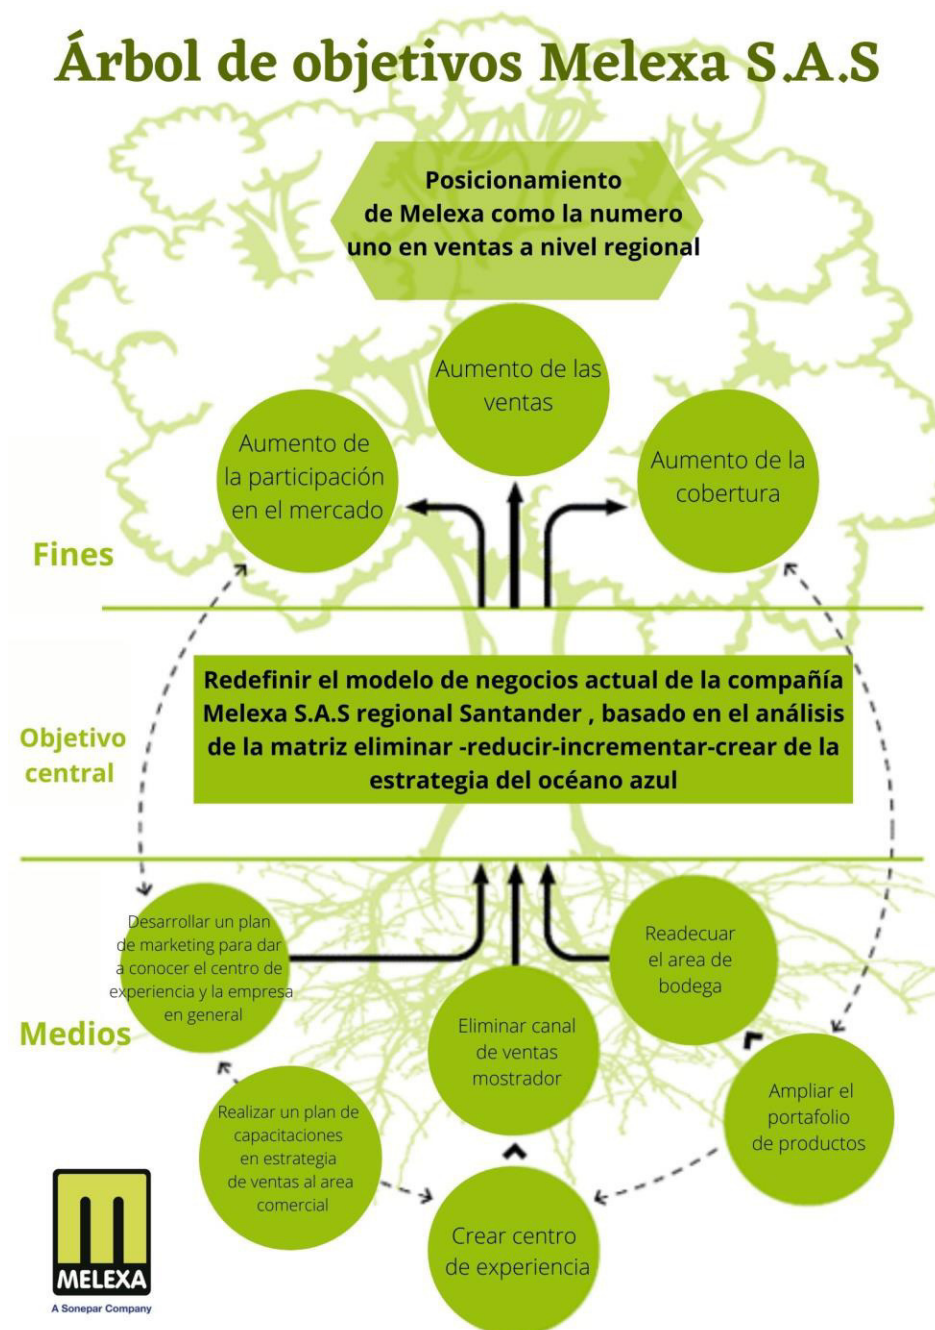 Árbol de objetivos Melexa S.A.S
Posicionamiento
de Melexa como la numero
uno en ventas a nivel regional
Aumento de las
ventas
Aumento de
la participación
en el mercado
Aumento de la
cobertura
Fines
Redefinir el modelo de negocios actual de la compañía
Melexa S.A.S regional Santander , basado en el análisis
de la matriz eliminar -reducir-incrementar-crear de la
estrategia del océano azul
Objetivo
central
Desarrollar un plan
de marketing para dar
a conocer el centro de
experiencia y la empresa
en general
Readecuar
el area de
bodega
Medios
Eliminar canal
de ventas
mostrador
Ampliar el
portafolio
de productos
Realizar un plan de
capacitaciones
en estrategia
de ventas al area
comercial
Crear centro
de experiencia
MELEXA
A Sonepar Company